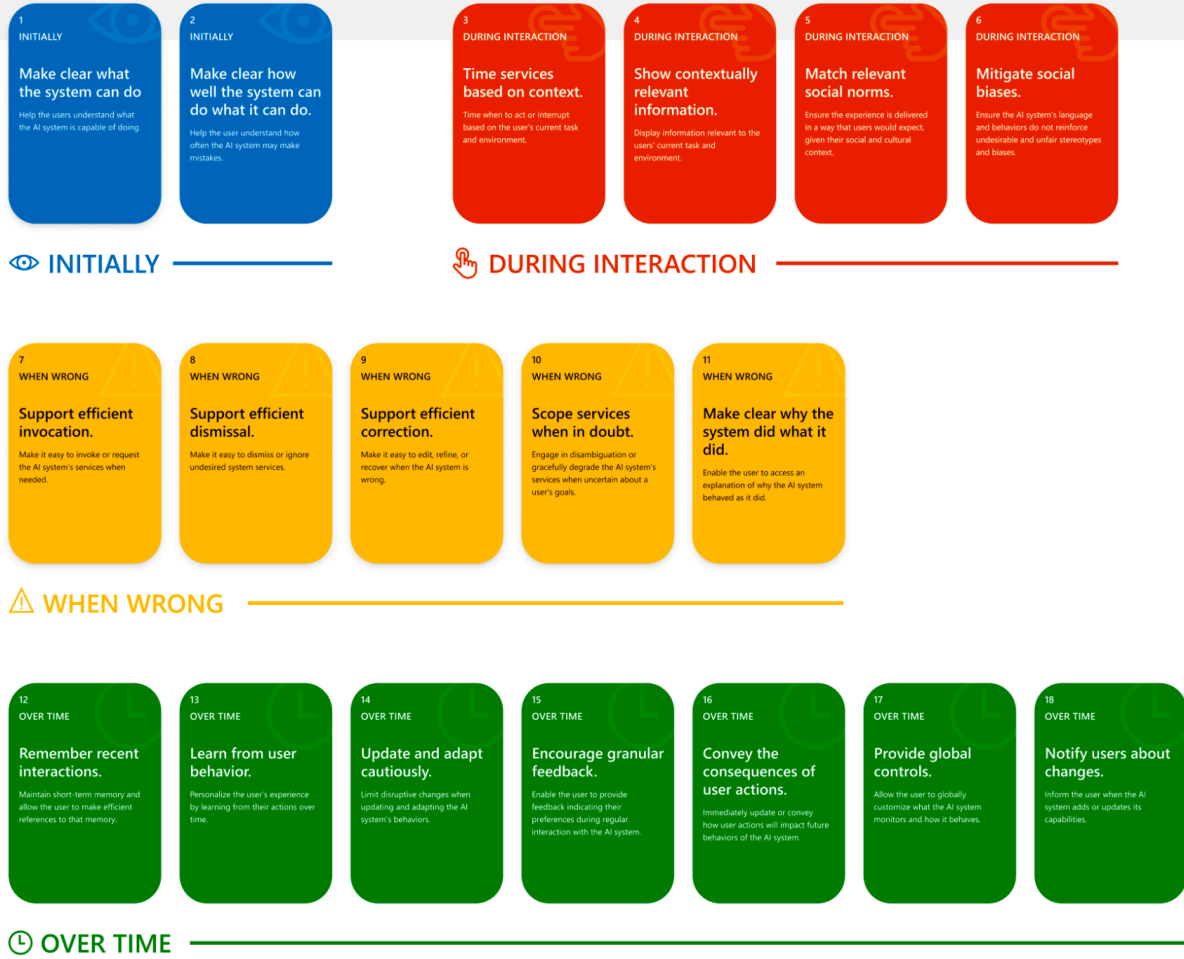 1
INITIALLY
Make clear what
the system can do
Help the users understand what
the AI system is capable of doing.
2
INITIALLY
Make clear how
well the system can
do what it can do.
Help the user understand how
often the AI system may make
mistakes.
3
DURING INTERACTION
Time services
based on context.
Time when to act or interrupt
based on the user's current task
and environment.
4
DURING INTERACTION
Show contextually
relevant
information.
Display information relevant to the
users' current task and
environment.
5
DURING INTERACTION
Match relevant
social norms.
Ensure the experience is delivered
in a way that users would expect,
given their social and cultural
context.
6
DURING INTERACTION
Mitigate social
biases.
Ensure the AI system's language
and behaviors do not reinforce
undesirable and unfair stereotypes
and biases.
INITIALLY
DURING INTERACTION
7
WHEN WRONG
Support efficient
invocation.
Make it easy to invoke or request
the AI system's services when
needed.
8
WHEN WRONG
Support efficient
dismissal.
Make it easy to dismiss or ignore
undesired system services.
9
WHEN WRONG
Support efficient
correction.
Make it easy to edit, refine, or
recover when the AI system is
wrong.
10
WHEN WRONG
Scope services
when in doubt.
Engage in disambiguation or
gracefully degrade the AI system's
services when uncertain about a
user's goals.
11
WHEN WRONG
Make clear why the
system did what it
did.
Enable the user to access an
explanation of why the AI system
behaved as it did.
WHEN WRONG
12
OVER TIME
Remember recent
interactions.
Maintain short-term memory and
allow the user to make efficient
references to that memory.
13
OVER TIME
Learn from user
behavior.
Personalize the user's experience
by learning from their actions over
time.
14
OVER TIME
Update and adapt
cautiously.
Limit disruptive changes when
updating and adapting the AI
system's behaviors.
15
OVER TIME
Encourage granular
feedback.
Enable the user to provide
feedback indicating their
preferences during regular
interaction with the AI system.
16
OVER TIME
Convey the
consequences of
user actions.
Immediately update or convey
how user actions will impact future
behaviors of the AI system.
17
OVER TIME
Provide global
controls.
Allow the user to globally
customize what the AI system
monitors and how it behaves.
18
OVER TIME
Notify users about
changes.
Inform the user when the AI
system adds or updates its
capabilities.
OVER TIME